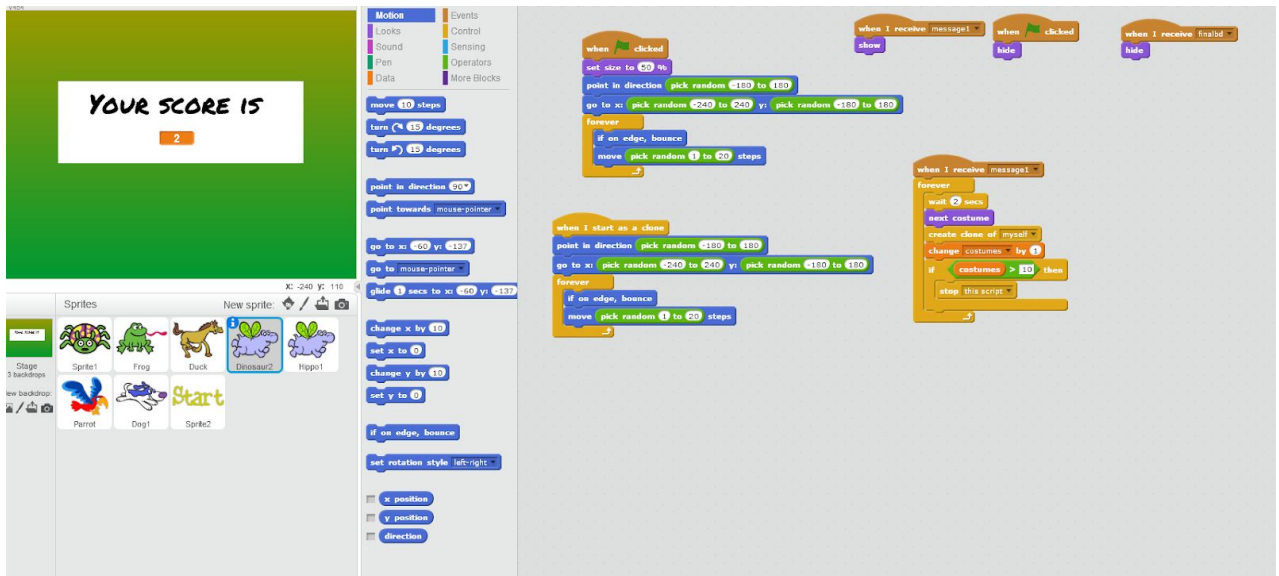 v404
YOUR SCORE IS
2
X: -240 y: 110
Sprites
New sprite:
Stage
3 backdrops
ew backdrop:
Sprite1
Frog
Duck
Dinosaur2
Hippo1
Parrot
Dog1
Start
Sprite2
Motion
Looks
Sound
Pen
Data
Events
Control
Sensing
Operators
More Blocks
move 10 steps
turn 15 degrees
turn 15 degrees
point in direction 90
point towards mouse-pointer
go to x: -60 y: -137
go to mouse-pointer
glide 1 secs to x: -60 y: -137
change x by 10
set x to 0
change y by 10
set y to 0
if on edge, bounce
set rotation style left-right
x position
y position
direction
when clicked
set size to 50 %
point in direction pick random -180 to 180
go to x: pick random -240 to 240 y: pick random -180 to 180
forever
if on edge, bounce
move pick random 1 to 20 steps
when I start as a clone
point in direction pick random -180 to 180
go to x: pick random -240 to 240 y: pick random -180 to 180
forever
if on edge, bounce
move pick random 1 to 20 steps
when I receive message1
show
when clicked
hide
when I receive finalbd
hide
when I receive message1
forever
wait 2 secs
next costume
create clone of myself
change costumes by 1
if costumes > 10 then
stop this script